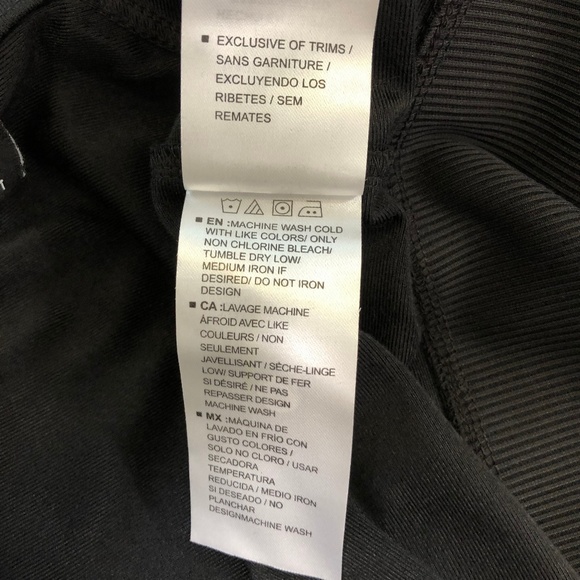 ■ EXCLUSIVE OF TRIMS /
SANS GARNITURE /
EXCLUYENDO LOS
RIBETES / SEM
REMATES
■ EN :MACHINE WASH COLD
WITH LIKE COLORS/ ONLY
NON CHLORINE BLEACH/
TUMBLE DRY LOW/
MEDIUM IRON IF
DESIRED/ DO NOT IRON
DESIGN
■ CA :LAVAGE MACHINE
ÀFROID AVEC LIKE
COULEURS / NON
SEULEMENT
JAVELLISANT / SÈCHE-LINGE
LOW/ SUPPORT DE FER
SI DÉSIRÉ / NE PAS
REPASSER DESIGN
MACHINE WASH
■ MX :MÁQUINA DE
LAVADO EN FRÍO CON
GUSTO COLORES /
SOLO NO CLORO / USAR
SECADORA
TEMPERATURA
REDUCIDA / MEDIO IRON
SI DESEADO / NO
PLANCHAR
DESIGNMACHINE WASH